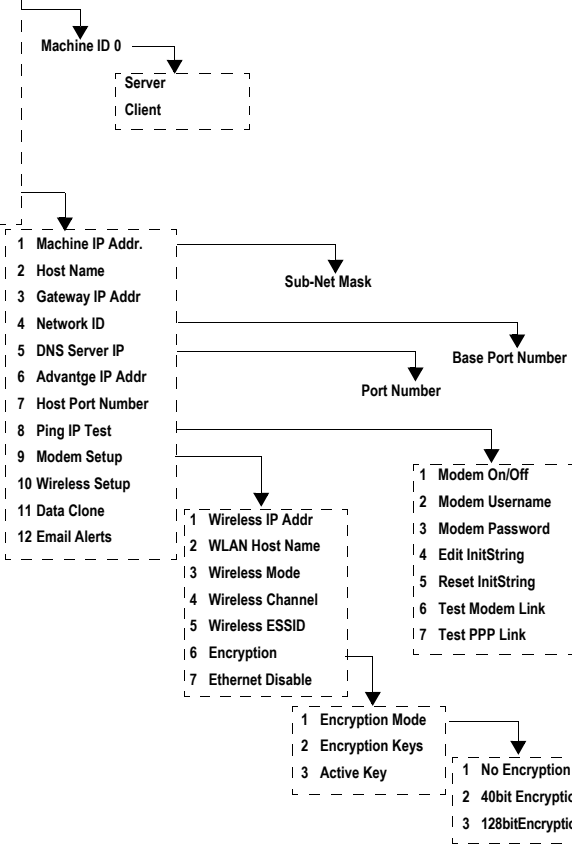 Machine ID 0
Server
Client
1 Machine IP Addr.
2 Host Name
3 Gateway IP Addr
4 Network ID
5 DNS Server IP
6 Advantge IP Addr
7 Host Port Number
8 Ping IP Test
9 Modem Setup
10 Wireless Setup
11 Data Clone
12 Email Alerts
Sub-Net Mask
Base Port Number
Port Number
1 Modem On/Off
2 Modem Username
3 Modem Password
4 Edit InitString
5 Reset InitString
6 Test Modem Link
7 Test PPP Link
1 Wireless IP Addr
2 WLAN Host Name
3 Wireless Mode
4 Wireless Channel
5 Wireless ESSID
6 Encryption
7 Ethernet Disable
1 Encryption Mode
2 Encryption Keys
3 Active Key
1 No Encryption
2 40bit Encryptio
3 128bitEncryptio